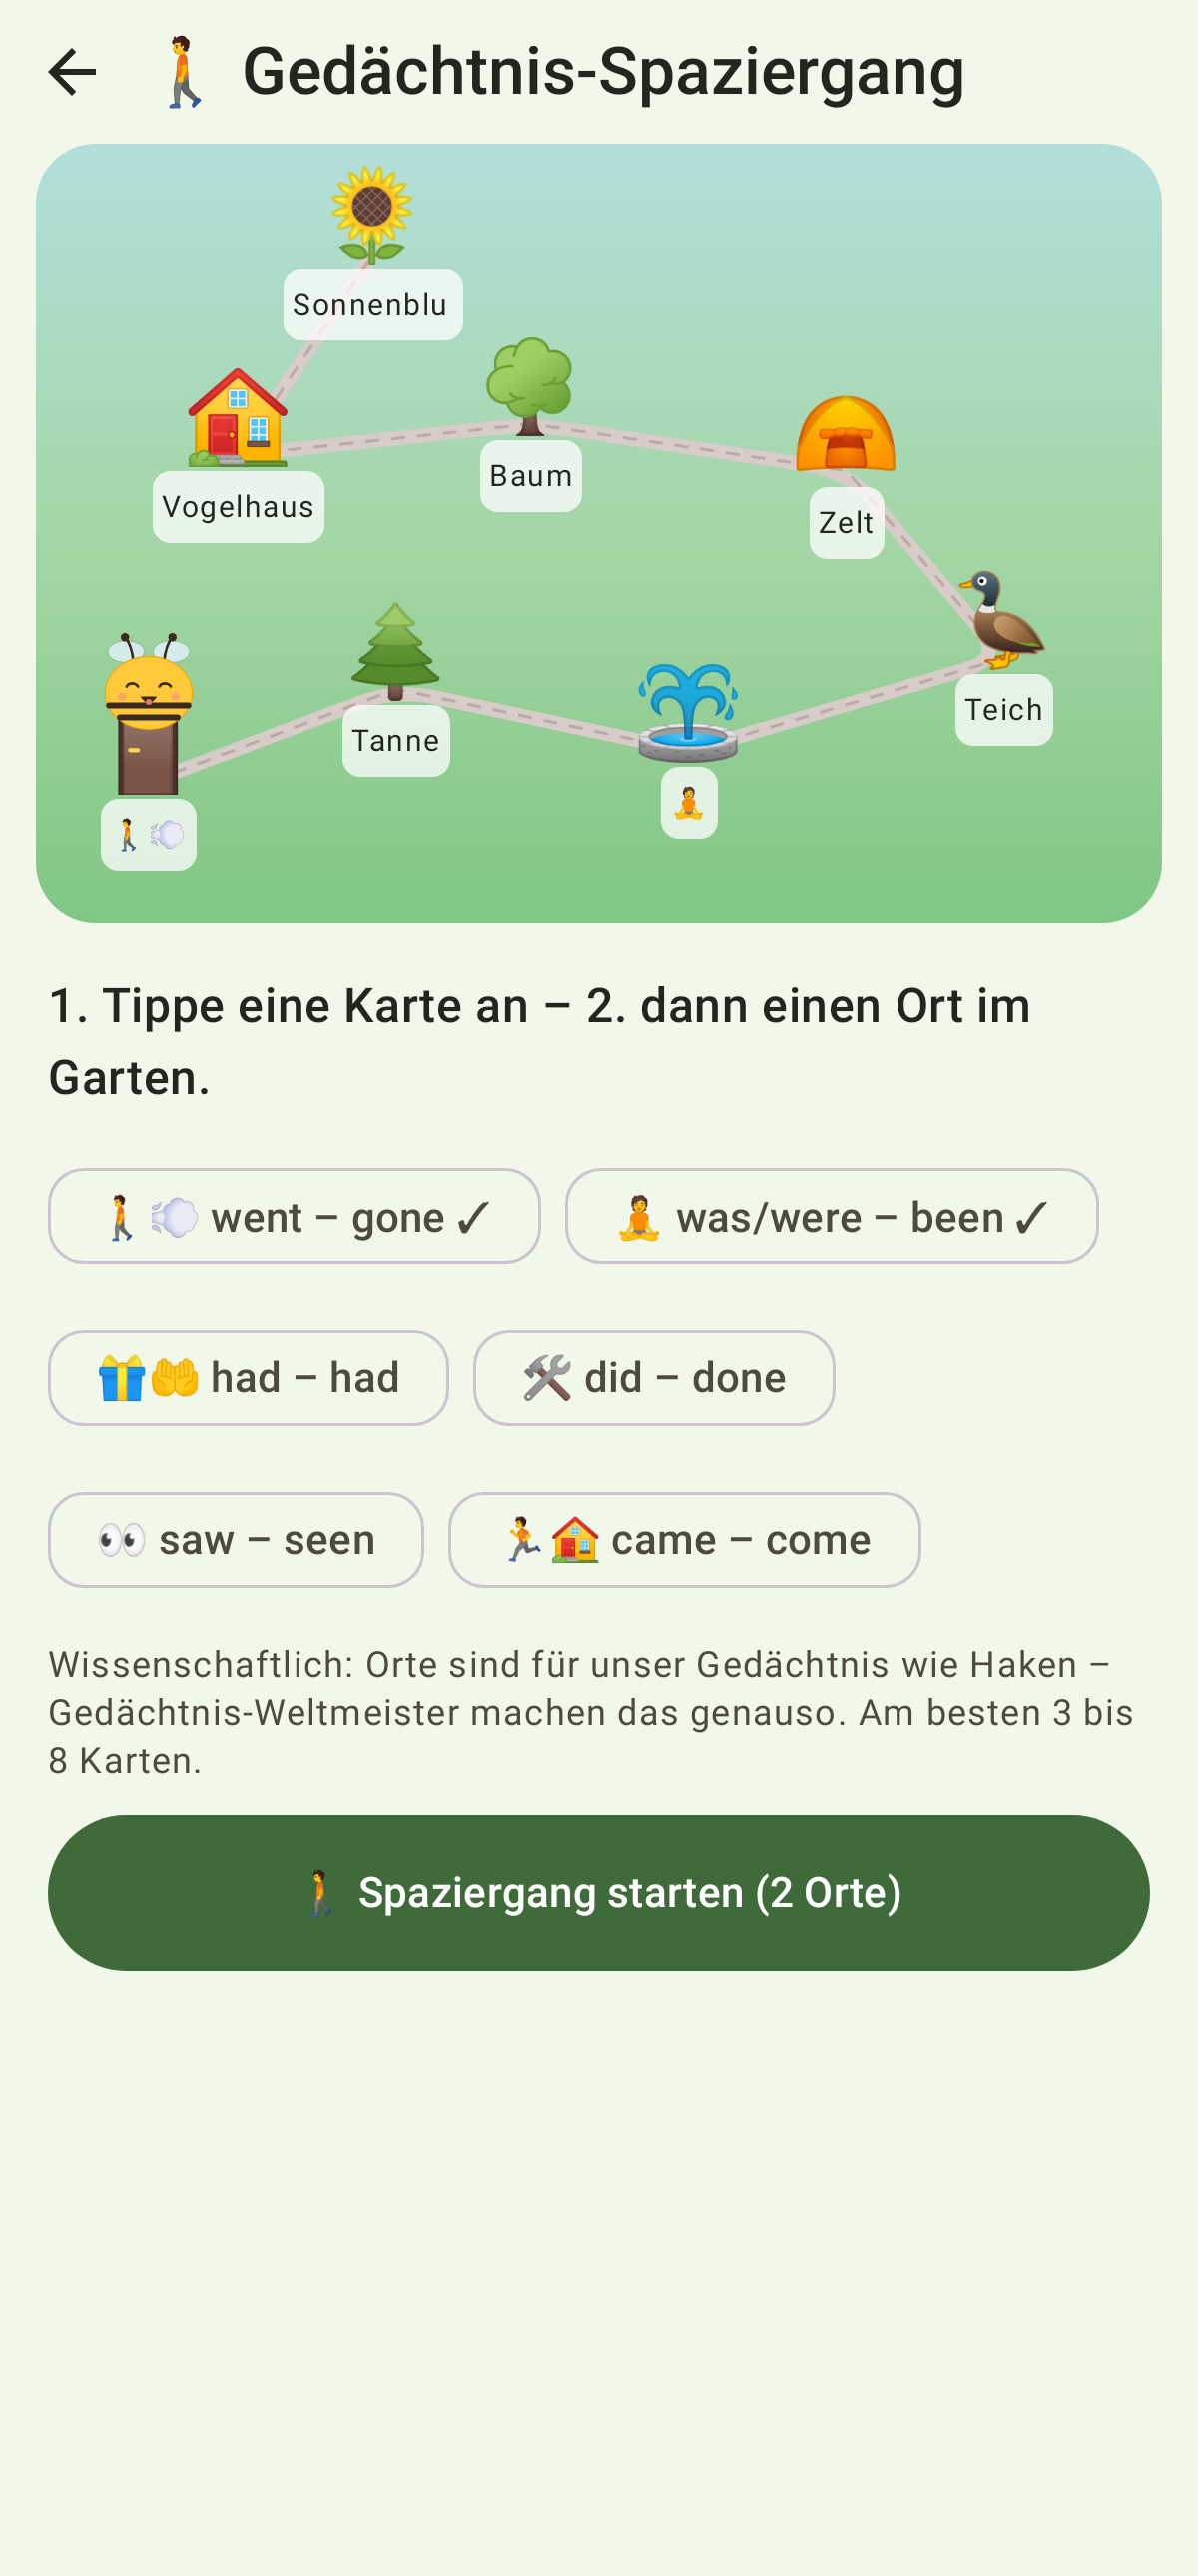 Gedächtnis-Spaziergang
Sonnenblu
Baum
Vogelhaus
Zelt
Tanne
Teich
1. Tippe eine Karte an – 2. dann einen Ort im
Garten.
went – gone ✓
was/were – been ✓
had – had
did – done
saw – seen
came – come
Wissenschaftlich: Orte sind für unser Gedächtnis wie Haken –
Gedächtnis-Weltmeister machen das genauso. Am besten 3 bis
8 Karten.
Spaziergang starten (2 Orte)